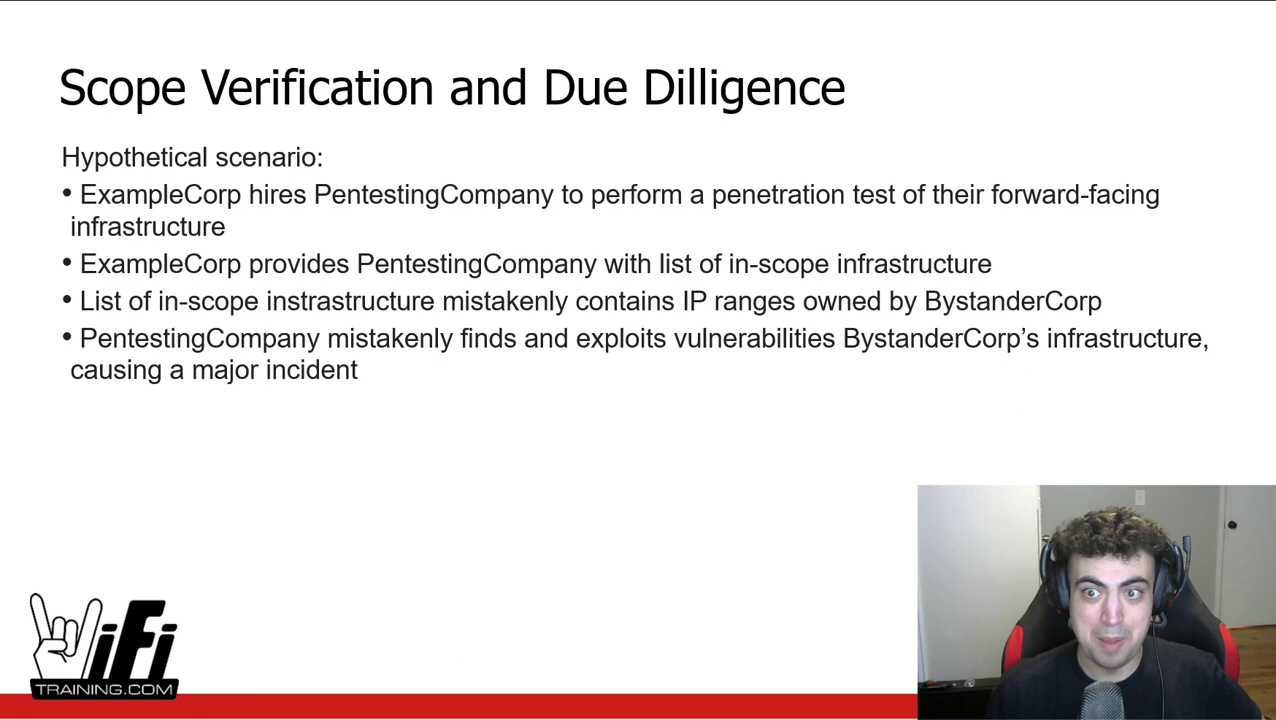 Scope Verification and Due Dilligence
Hypothetical scenario:
• ExampleCorp hires PentestingCompany to perform a penetration test of their forward-facing
infrastructure
• ExampleCorp provides PentestingCompany with list of in-scope infrastructure
• List of in-scope instrastructure mistakenly contains IP ranges owned by BystanderCorp
• PentestingCompany mistakenly finds and exploits vulnerabilities BystanderCorp’s infrastructure,
causing a major incident
WiFi
TRAINING.COM